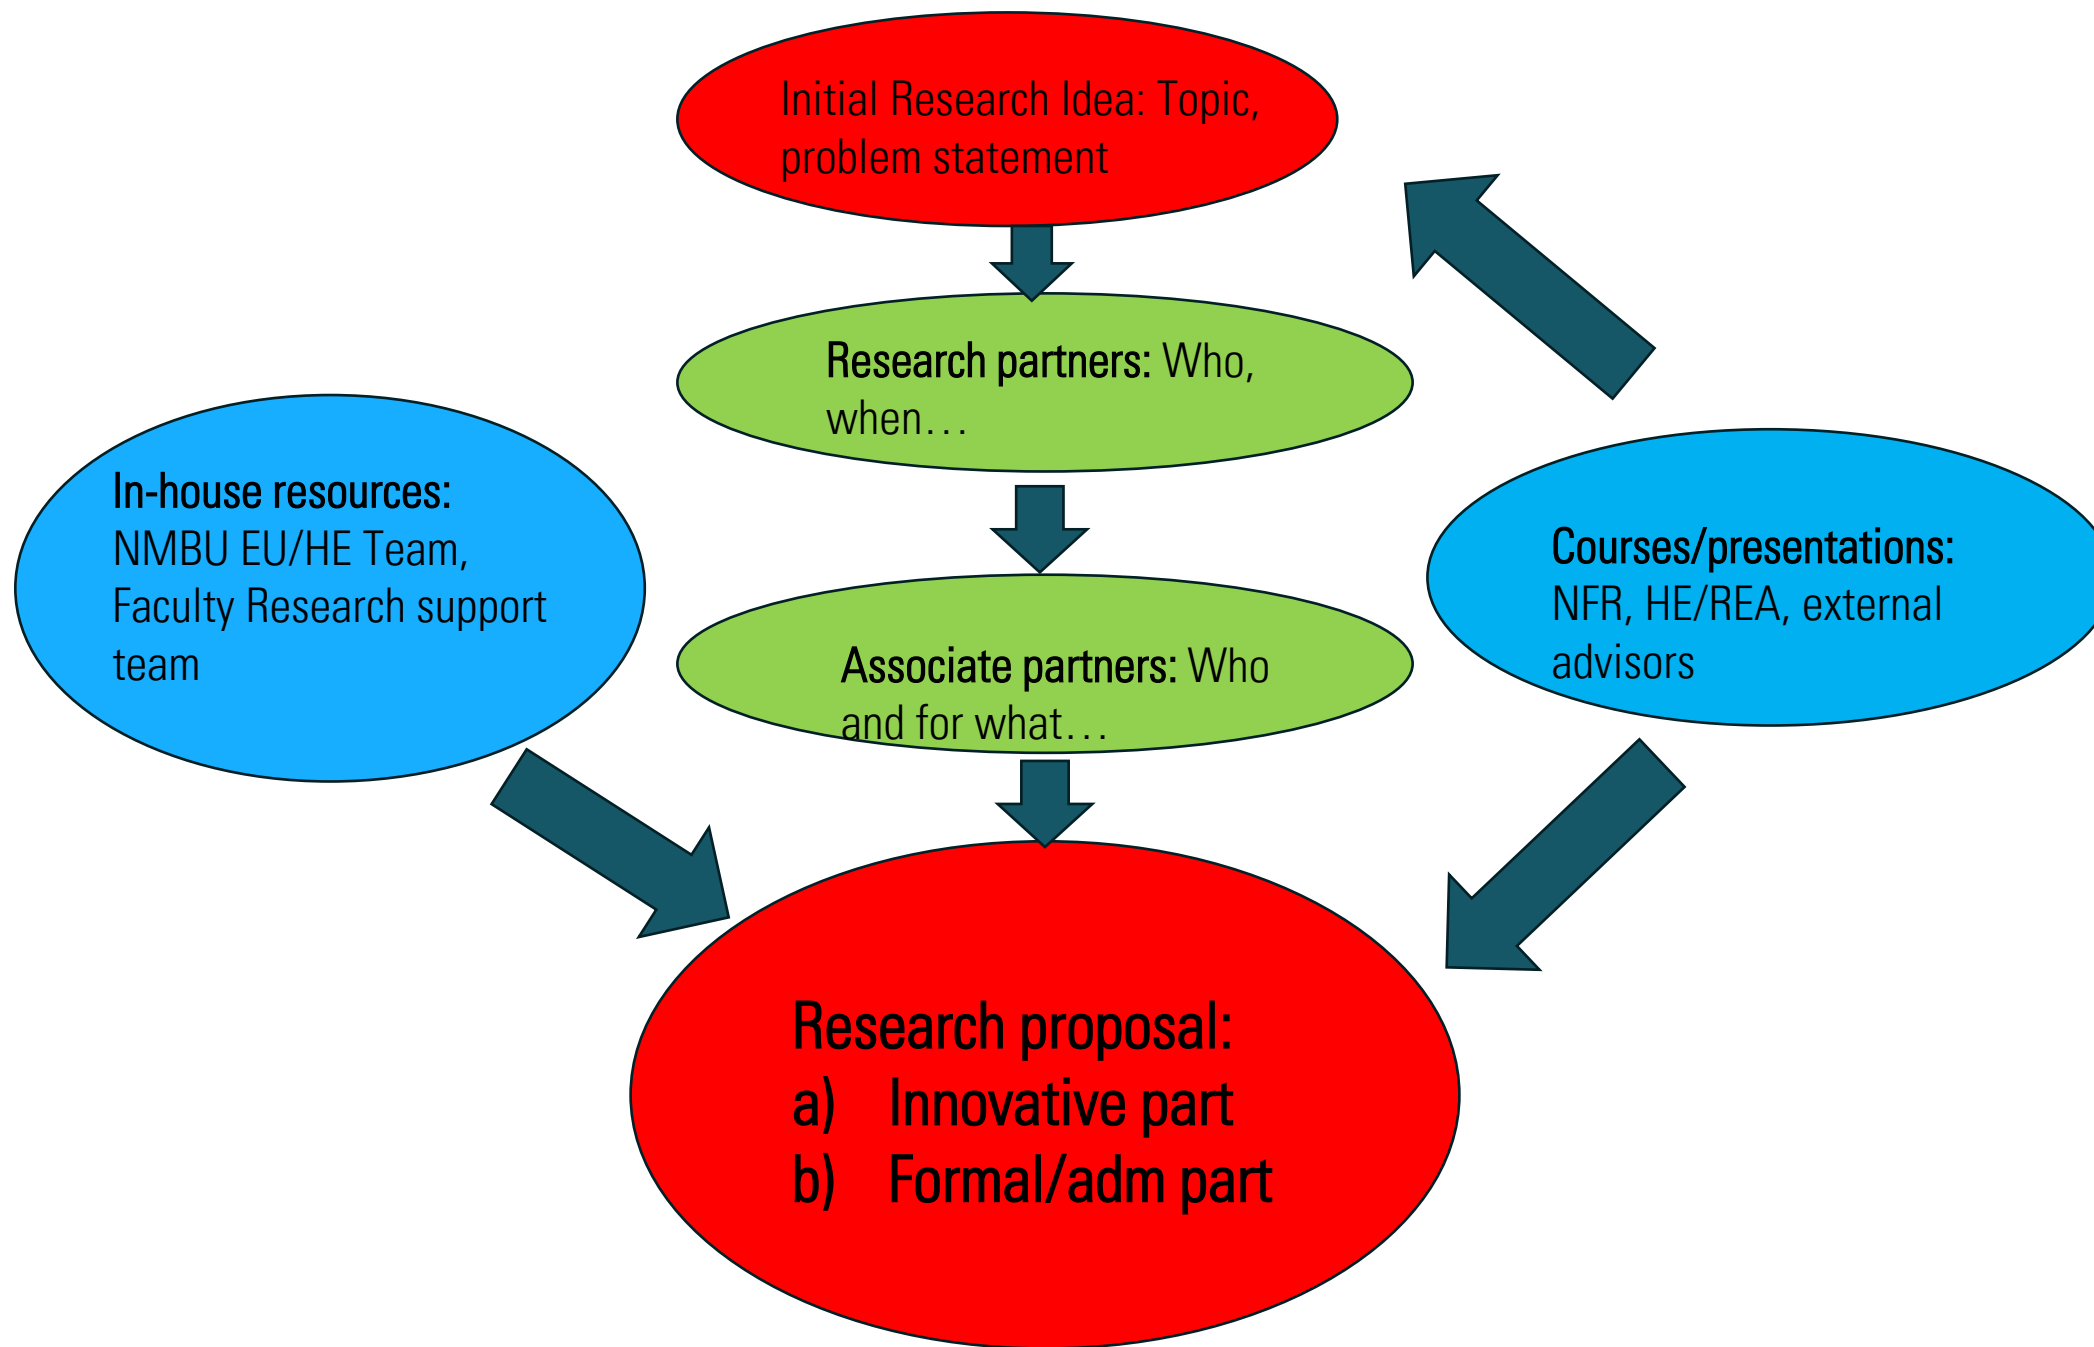 Initial Research Idea: Topic,
problem statement
Research partners: Who,
when…
In-house resources:
NMBU EU/HE Team,
Faculty Research support
team
Courses/presentations:
NFR, HE/REA, external
advisors
Associate partners: Who
and for what…
Research proposal:
a) Innovative part
b) Formal/adm part